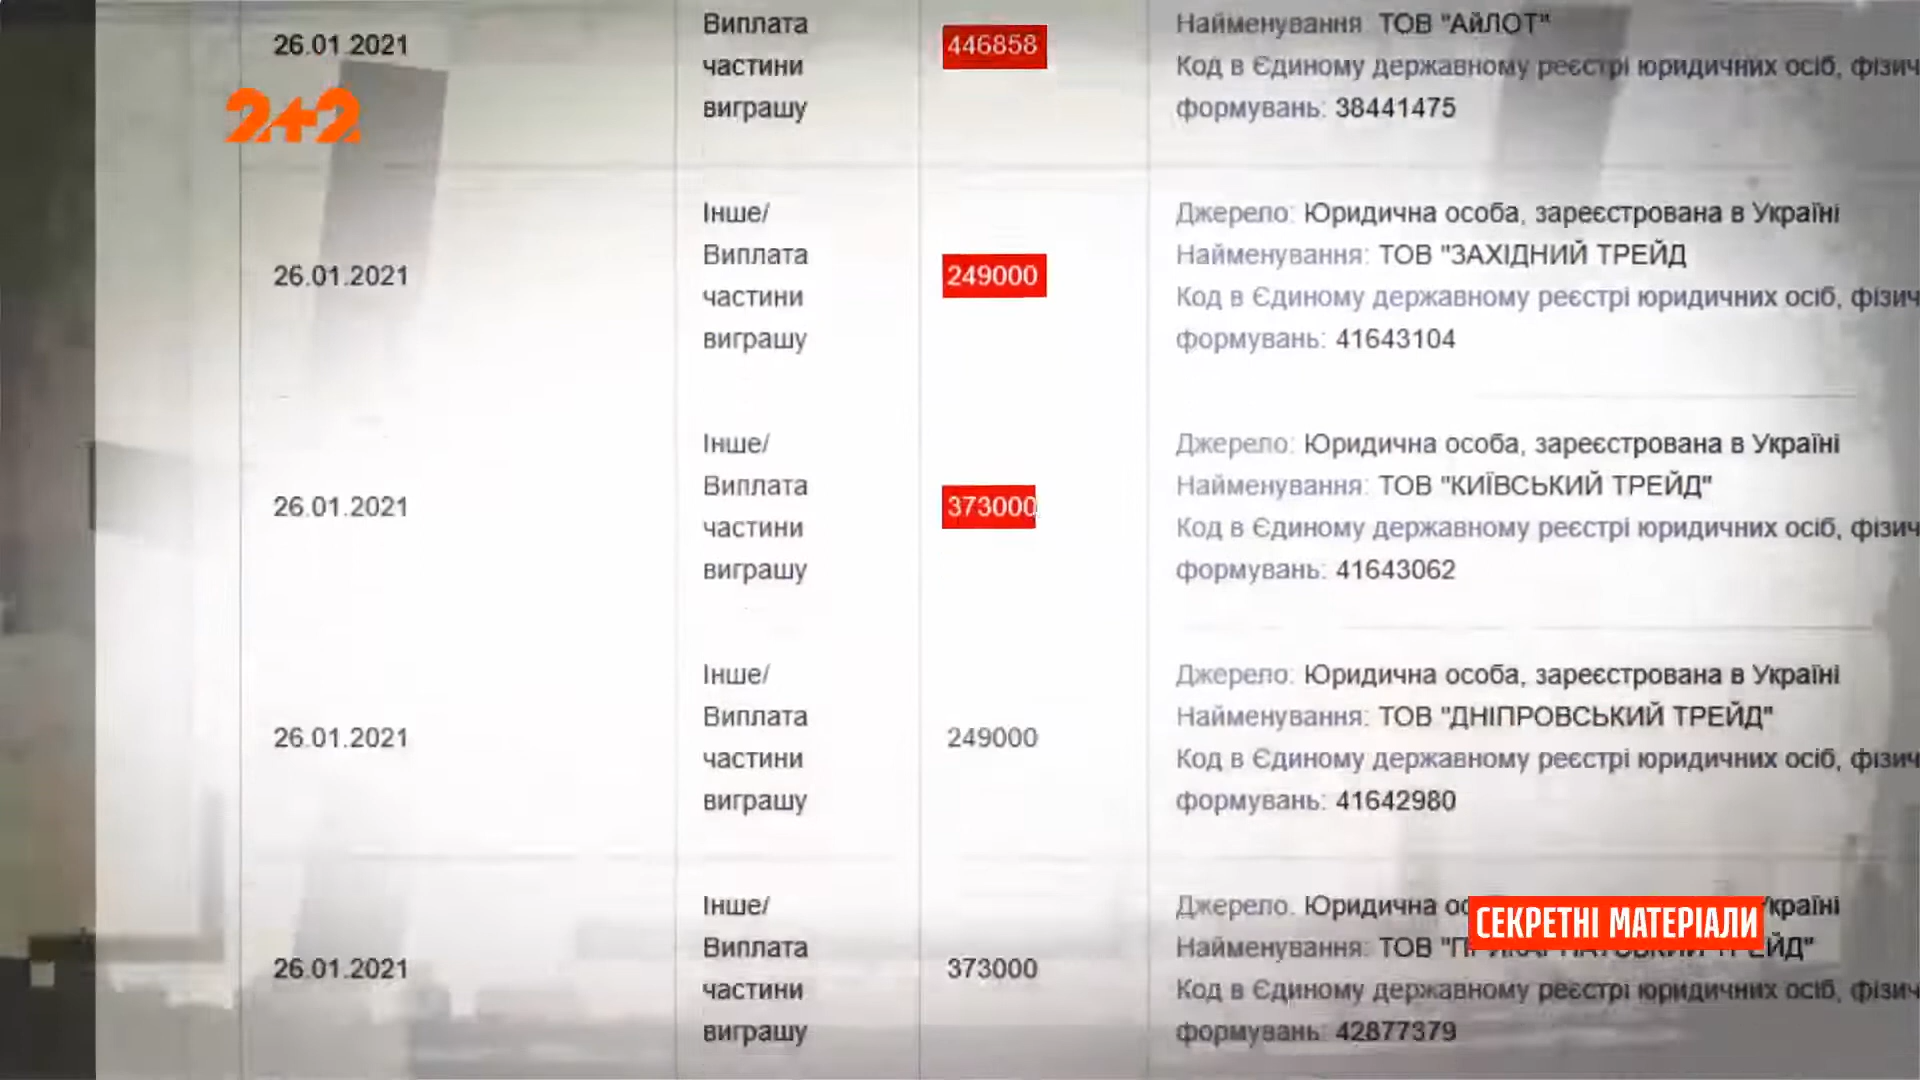 26.01.2021
Виплата
частини
виграшу
446858
Найменування: ТОВ "АйЛОТ"
Код в Єдиному державному реєстрі юридичних осіб, фізич
формувань: 38441475
2+2
26.01.2021
Інше/
Виплата
частини
виграшу
249000
Джерело: Юридична особа, зареєстрована в Україні
Найменування: ТОВ "ЗАХІДНИЙ ТРЕЙД
Код в Єдиному державному реєстрі юридичних осіб, фізич
формувань: 41643104
26.01.2021
Інше/
Виплата
частини
виграшу
373000
Джерело: Юридична особа, зареєстрована в Україні
Найменування: ТОВ "КИЇВСЬКИЙ ТРЕЙД"
Код в Єдиному державному реєстрі юридичних осіб, фізич
формувань: 41643062
26.01.2021
Інше/
Виплата
частини
виграшу
249000
Джерело: Юридична особа, зареєстрована в Україні
Найменування: ТОВ "ДНІПРОВСЬКИЙ ТРЕЙД"
Код в Єдиному державному реєстрі юридичних осіб, фізич
формувань: 41642980
26.01.2021
Інше/
Виплата
частини
виграшу
373000
Джерело: Юридична
Найменування: ТОВ
Код в Єдиному державному реєстрі юридичних осіб, фізич
формувань: 42877379
СЕКРЕТНІ МАТЕРІАЛИ